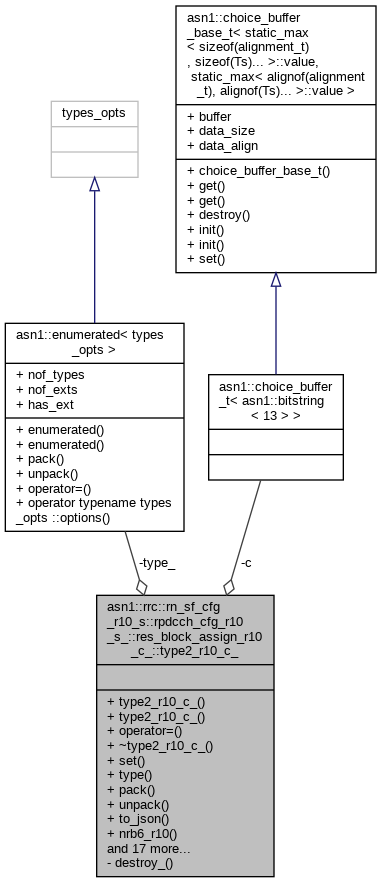 asn1::choice_buffer
_base_t< static_max
< sizeof(alignment_t)
, sizeof(Ts)... >::value,
static_max< alignof(alignment
_t), alignof(Ts)... >::value >
+ buffer
+ data_size
+ data_align
+ choice_buffer_base_t()
+ get()
+ get()
+ destroy()
+ init()
+ init()
+ set()
types_opts
asn1::enumerated< types
_opts >
+ nof_types
+ nof_exts
+ has_ext
+ enumerated()
+ enumerated()
+ pack()
+ unpack()
+ operator=()
+ operator typename types
_opts ::options()
asn1::choice_buffer
_t< asn1::bitstring
< 13 > >
-type_
-c
asn1::rrc::rn_sf_cfg
_r10_s::rpdcch_cfg_r10
_s_::res_block_assign_r10
_c_::type2_r10_c_
+ type2_r10_c_()
+ type2_r10_c_()
+ operator=()
+ ~type2_r10_c_()
+ set()
+ type()
+ pack()
+ unpack()
+ to_json()
+ nrb6_r10()
and 17 more...
- destroy_()